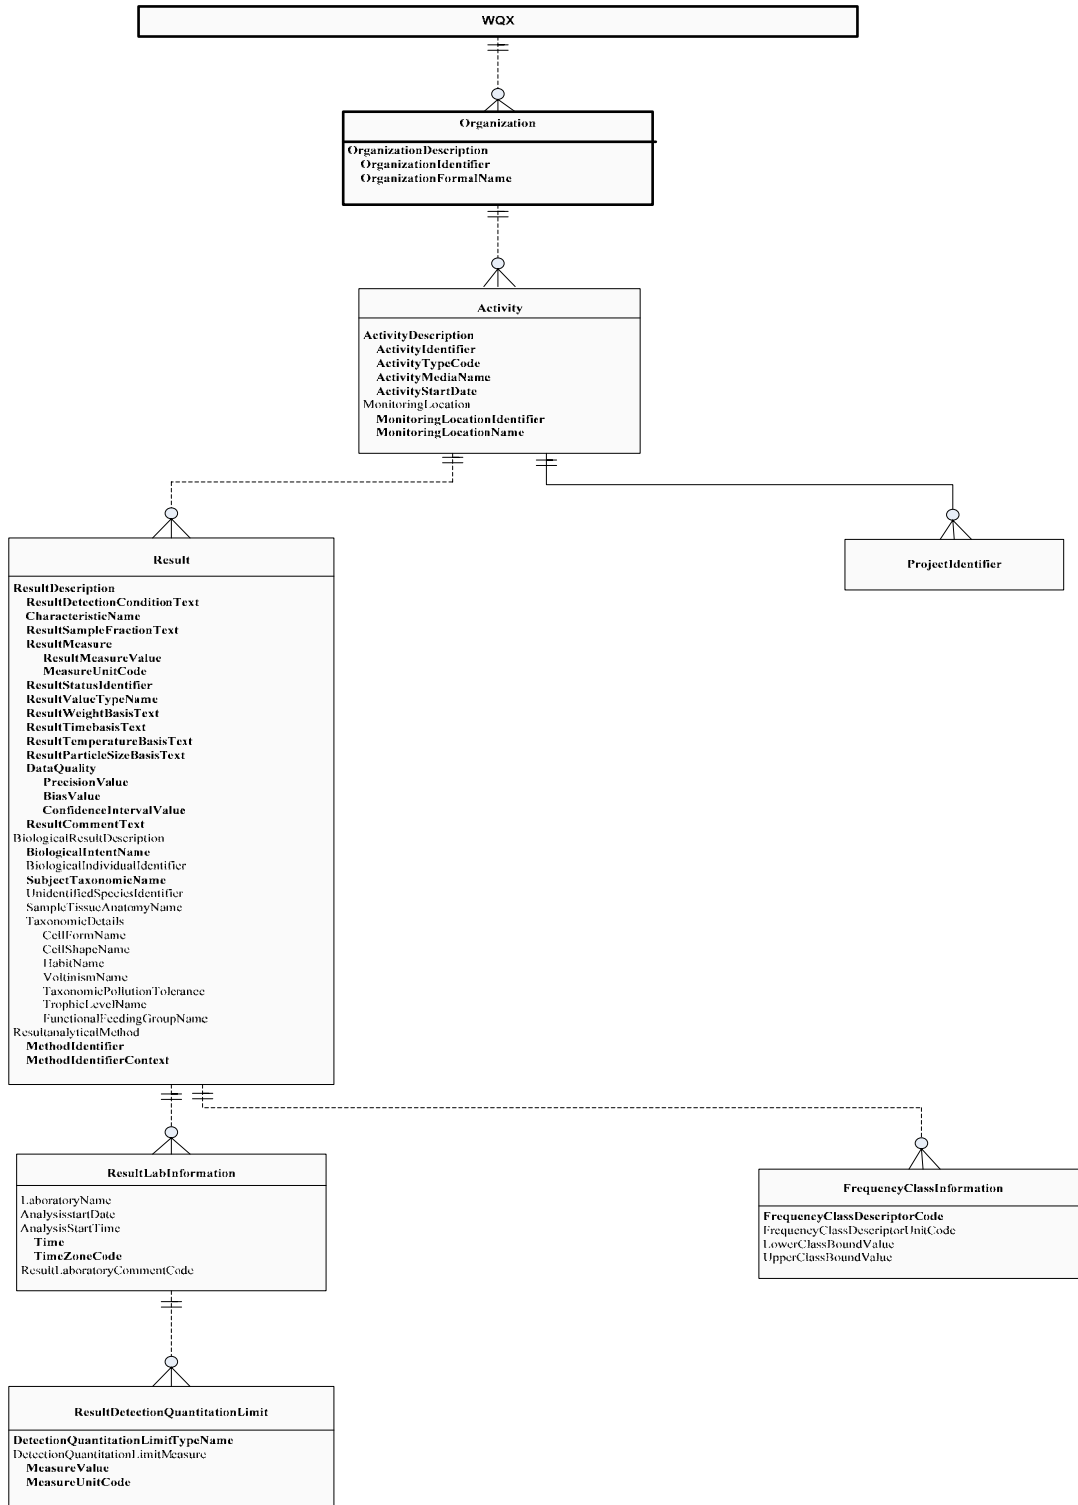 WQX
Organization
OrganizationDescription
OrganizationIdentifier
OrganizationFormalName
Activity
ActivityDescription
ActivityIdentifier
ActivityTypeCode
ActivityMediaName
ActivityStartDate
MonitoringLocation
MonitoringLocationIdentifier
MonitoringLocationName
Result
ResultDescription
ResultDetectionConditionText
CharacteristicName
ResultSampleFractionText
ResultMeasure
ResultMeasureValue
MeasureUnitCode
ResultStatusIdentifier
ResultValueTypeName
ResultWeightBasisText
ResultTimebasisText
ResultTemperatureBasisText
ResultParticleSizeBasisText
DataQuality
PrecisionValue
BiasValue
ConfidenceIntervalValue
ResultCommentText
BiologicalResultDescription
BiologicalIntentName
BiologicalIndividualIdentifier
SubjectTaxonomicName
UnidentifiedSpeciesIdentifier
SampleTissueAnatomyName
TaxonomicDetails
CellFormName
CellShapeName
HabitName
VoltinismName
TaxonomicPollutionTolerance
TrophicLevelName
FunctionalFeedingGroupName
ResultanalyticalMethod
MethodIdentifier
MethodIdentifierContext
ProjectIdentifier
ResultLabInformation
LaboratoryName
AnalysisstartDate
AnalysisStartTime
Time
TimeZoneCode
ResultLaboratoryCommentCode
FrequencyClassInformation
FrequencyClassDescriptorCode
FrequencyClassDescriptorUnitCode
LowerClassBoundValue
UpperClassBoundValue
ResultDetectionQuantitationLimit
DetectionQuantitationLimitTypeName
DetectionQuantitationLimitMeasure
MeasureValue
MeasureUnitCode